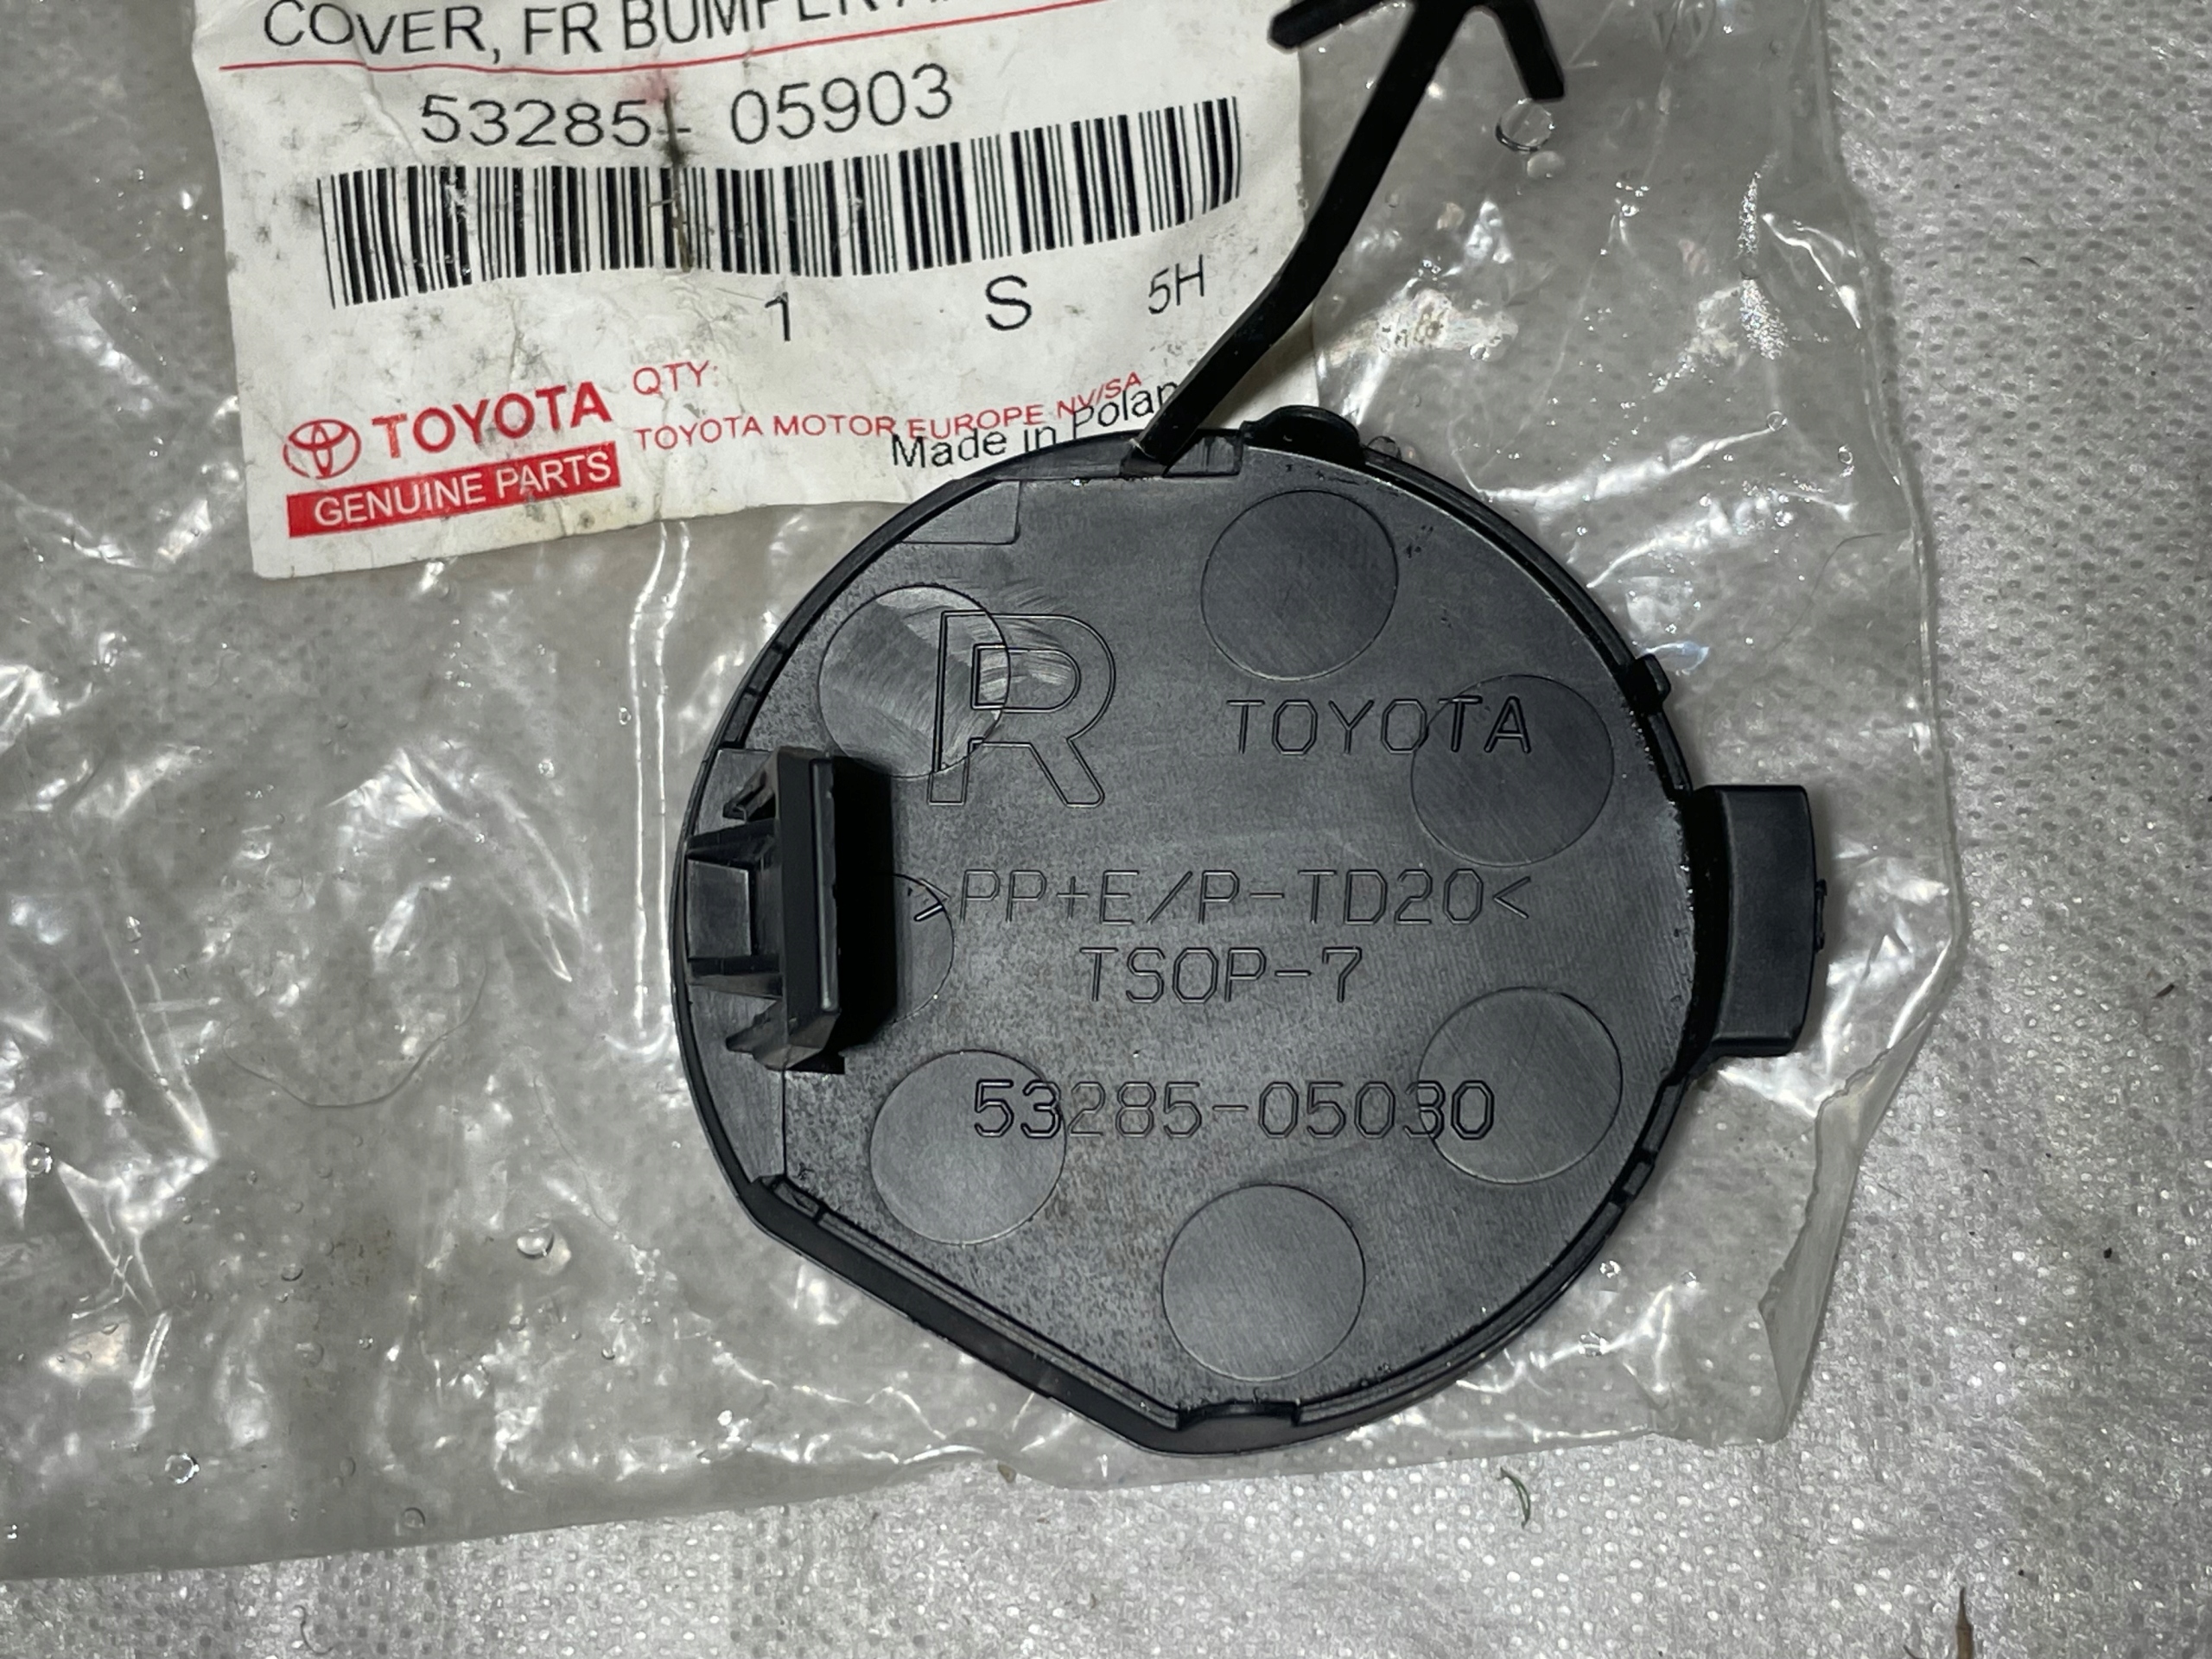 COVER, FR BUMPER
53285- 05903
1 S 5H
TOYOTA
GENUINE PARTS
QTY:
TOYOTA MOTOR EUROPE NV/SA
Made in
R
TOYOTA
>PP+E/P-TD20<
TSOP-7
53285-05030